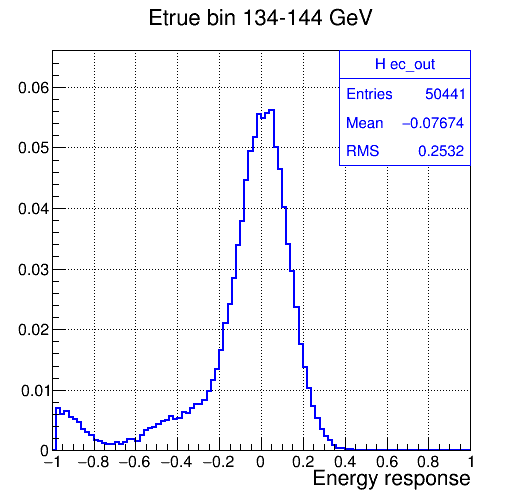 Etrue bin 134-144 GeV
H ec_out
Entries 50441
Mean −0.07674
RMS 0.2532
0.06
0.05
0.04
0.03
0.02
0.01
0
−1 −0.8 −0.6 −0.4 −0.2 0 0.2 0.4 0.6 0.8 1
Energy response